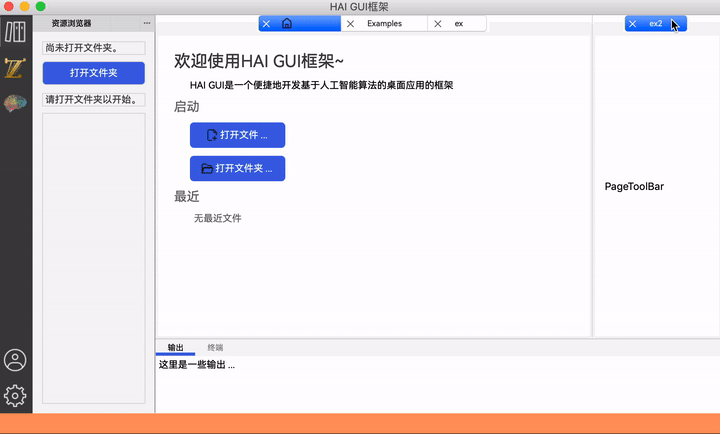 HAI GUI框架
资源浏览器
...
尚未打开文件夹。
打开文件夹
请打开文件夹以开始。
Examples
ex
ex2
欢迎使用HAI GUI框架~
HAI GUI是一个便捷地开发基于人工智能算法的桌面应用的框架
启动
打开文件 ...
打开文件夹 ...
最近
无最近文件
PageToolBar
输出
终端
这里是一些输出 ...